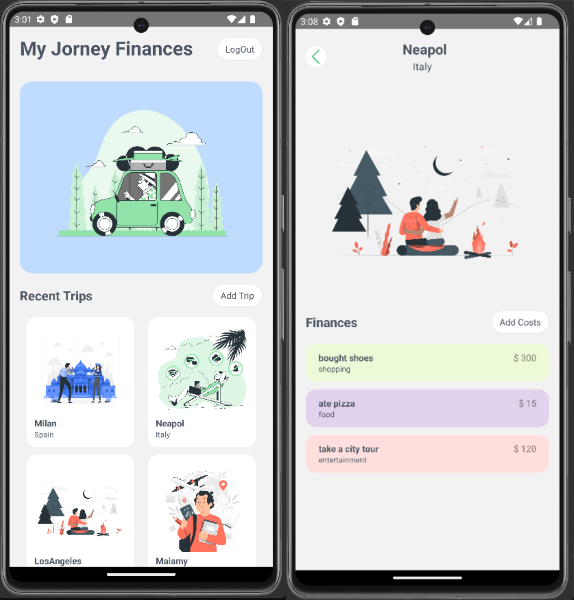 3:01
My Jorney Finances
LogOut
Recent Trips
Add Trip
Milan
Spain
Neapol
Italy
LosAngeles
Maiamy
3:08
Neapol
Italy
Finances
Add Costs
bought shoes
$ 300
shopping
ate pizza
$ 15
food
take a city tour
$ 120
entertainment